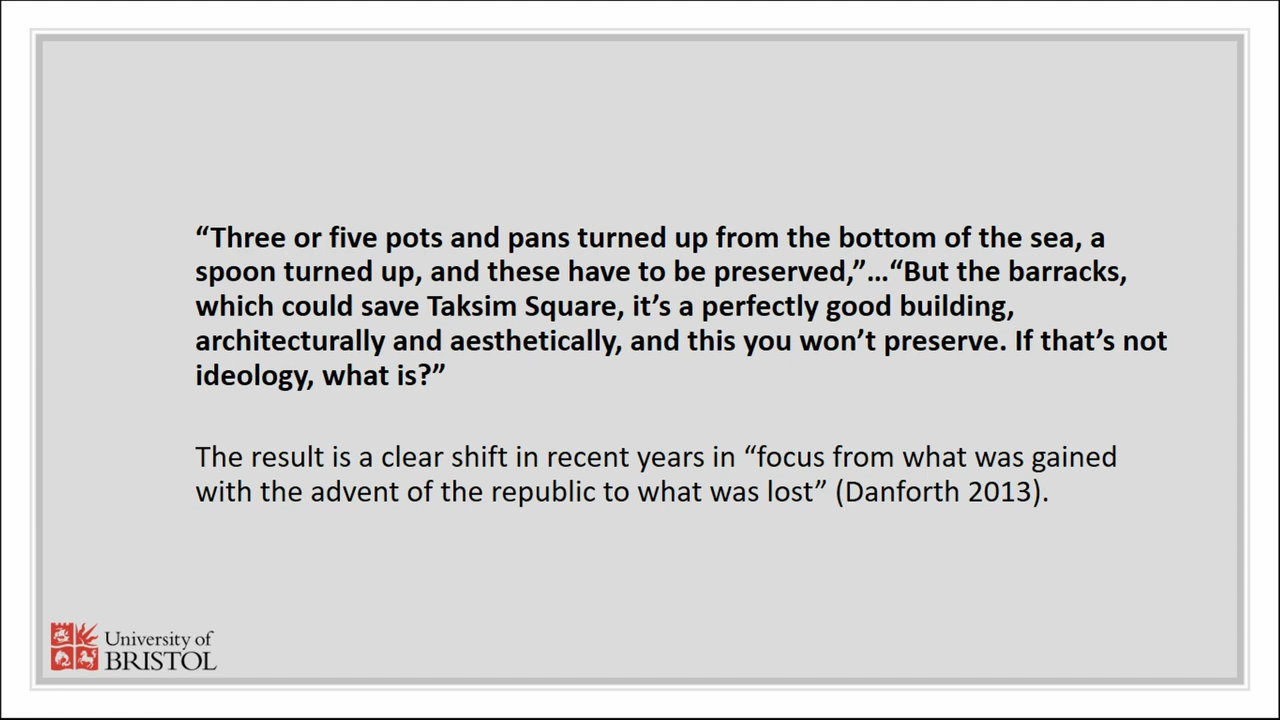 “Three or five pots and pans turned up from the bottom of the sea, a
spoon turned up, and these have to be preserved,”…“But the barracks,
which could save Taksim Square, it’s a perfectly good building,
architecturally and aesthetically, and this you won’t preserve. If that’s not
ideology, what is?”
The result is a clear shift in recent years in “focus from what was gained
with the advent of the republic to what was lost” (Danforth 2013).
University of
BRISTOL